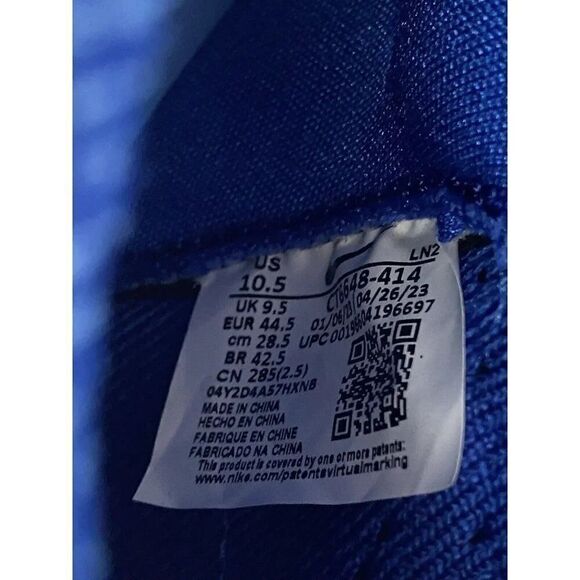 LN2
US
10.5
UK 9.5
EUR 44.5
cm 28.5
BR 42.5
CN 285(2.5)
04Y2D4A57HXNB
48-414
04/26/23
UPC
MADE IN CHINA
HECHO EN CHINA
FABRIQUE EN CHINE
FABRICADO NA CHINA
This product is covered by one or more patents:
www.nike.com/patentsvirtualmarking